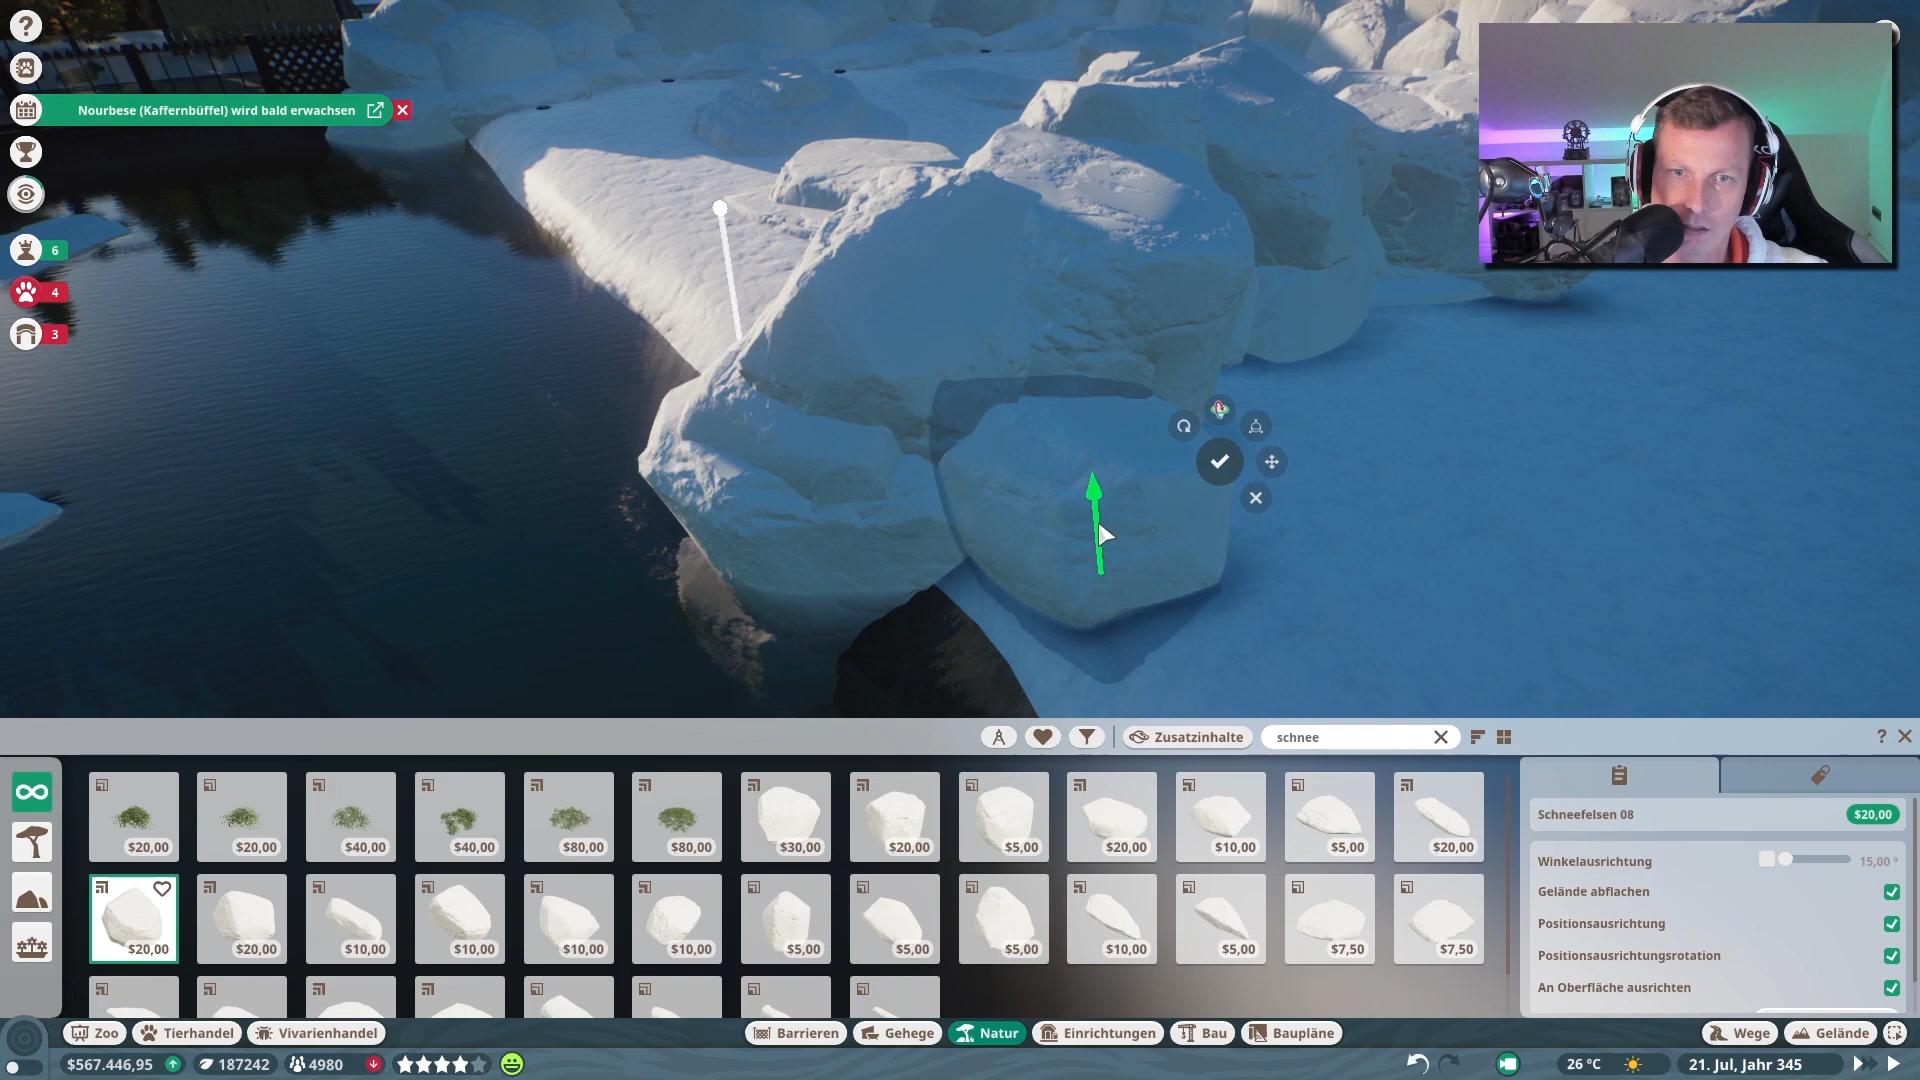 Nourbese (Kaffernbüffel) wird bald erwachsen
6
4
3
Zusatzinhalte
schnee
$20,00
$20,00
$40,00
$40,00
$80,00
$80,00
$30,00
$20,00
$5,00
$20,00
$10,00
$5,00
$20,00
$20,00
$20,00
$10,00
$10,00
$10,00
$10,00
$5,00
$5,00
$5,00
$10,00
$5,00
$7,50
$7,50
Schneefelsen 08
$20,00
Winkelausrichtung
15,00 °
Gelände abflachen
Positionsausrichtung
Positionsausrichtungsrotation
An Oberfläche ausrichten
Zoo
Tierhandel
Vivarienhandel
Barrieren
Gehege
Natur
Einrichtungen
Bau
Baupläne
Wege
Gelände
$567.446,95
187242
4980
26 °C
21. Jul, Jahr 345